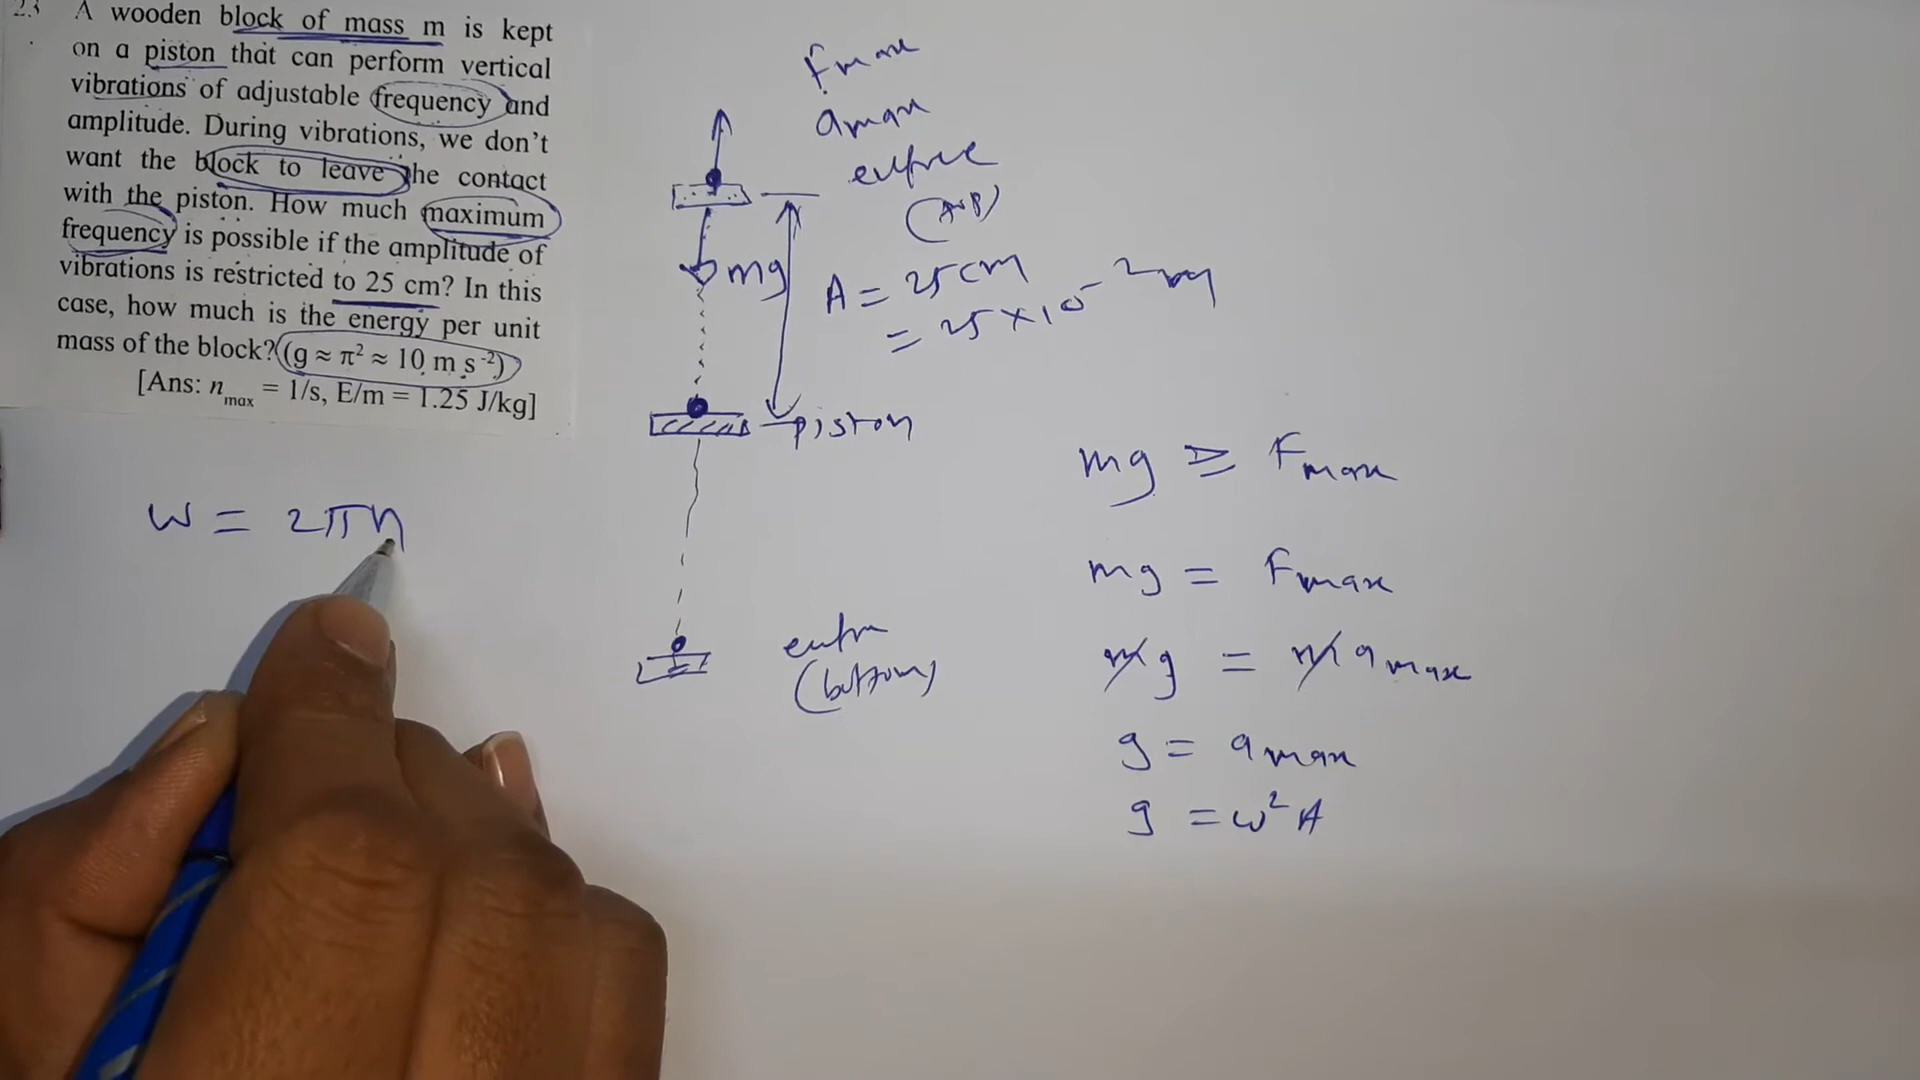 A wooden block of mass m is kept
on a piston that can perform vertical
vibrations of adjustable frequency and
amplitude. During vibrations, we don't
want the block to leave the contact
with the piston. How much maximum
frequency is possible if the amplitude of
vibrations is restricted to 25 cm? In this
case, how much is the energy per unit
mass of the block? (g ≈ π² ≈ 10 m s⁻²)
[Ans: n_max = 1/s, E/m = 1.25 J/kg]
ω = 2πn
Fmax
amax
mg
A = 25 cm
= 25 × 10⁻² m
piston
(bottom)
mg ≥ Fmax
mg = Fmax
mg = m amax
g = amax
g = ω² A